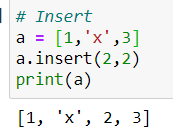 # Insert
a = [1,'x',3]
a.insert(2,2)
print(a)
[1, 'x', 2, 3]